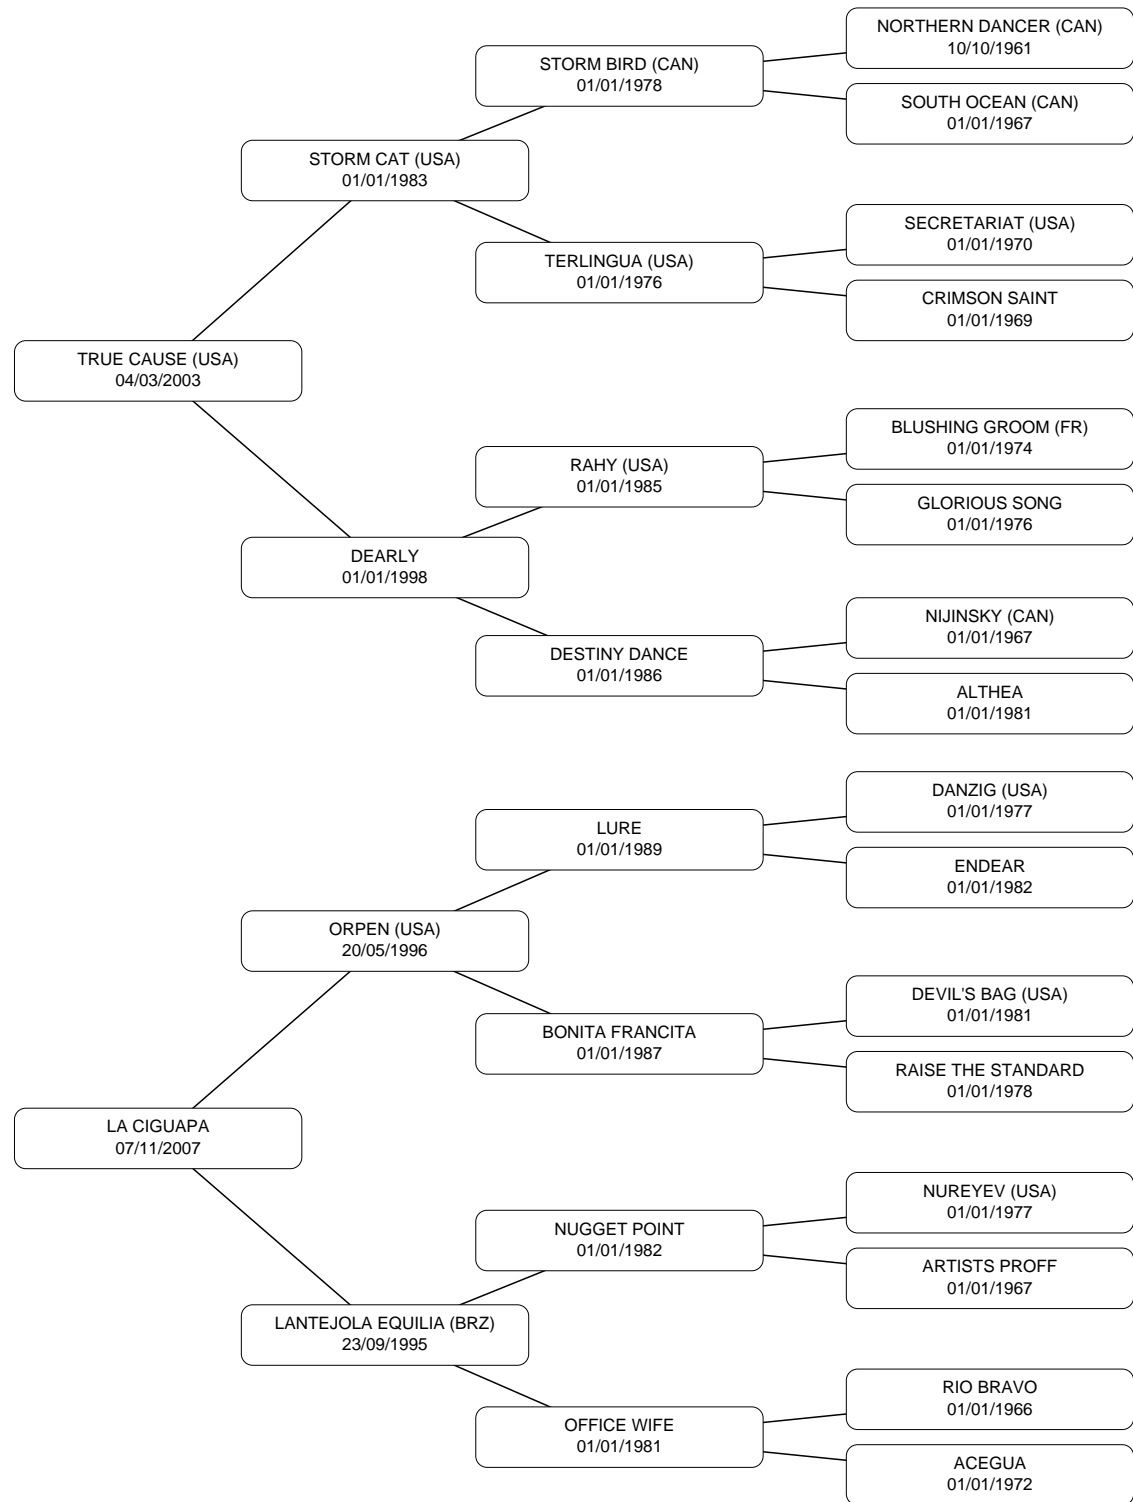 NORTHERN DANCER (CAN)
10/10/1961
STORM BIRD (CAN)
01/01/1978
SOUTH OCEAN (CAN)
01/01/1967
STORM CAT (USA)
01/01/1983
SECRETARIAT (USA)
01/01/1970
TERLINGUA (USA)
01/01/1976
CRIMSON SAINT
01/01/1969
TRUE CAUSE (USA)
04/03/2003
BLUSHING GROOM (FR)
01/01/1974
RAHY (USA)
01/01/1985
GLORIOUS SONG
01/01/1976
DEARLY
01/01/1998
NIJINSKY (CAN)
01/01/1967
DESTINY DANCE
01/01/1986
ALTHEA
01/01/1981
DANZIG (USA)
01/01/1977
LURE
01/01/1989
ENDEAR
01/01/1982
ORPEN (USA)
20/05/1996
DEVIL'S BAG (USA)
01/01/1981
BONITA FRANCITA
01/01/1987
RAISE THE STANDARD
01/01/1978
LA CIGUAPA
07/11/2007
NUREYEV (USA)
01/01/1977
NUGGET POINT
01/01/1982
ARTISTS PROFF
01/01/1967
LANTEJOLA EQUILIA (BRZ)
23/09/1995
RIO BRAVO
01/01/1966
OFFICE WIFE
01/01/1981
ACEGUA
01/01/1972